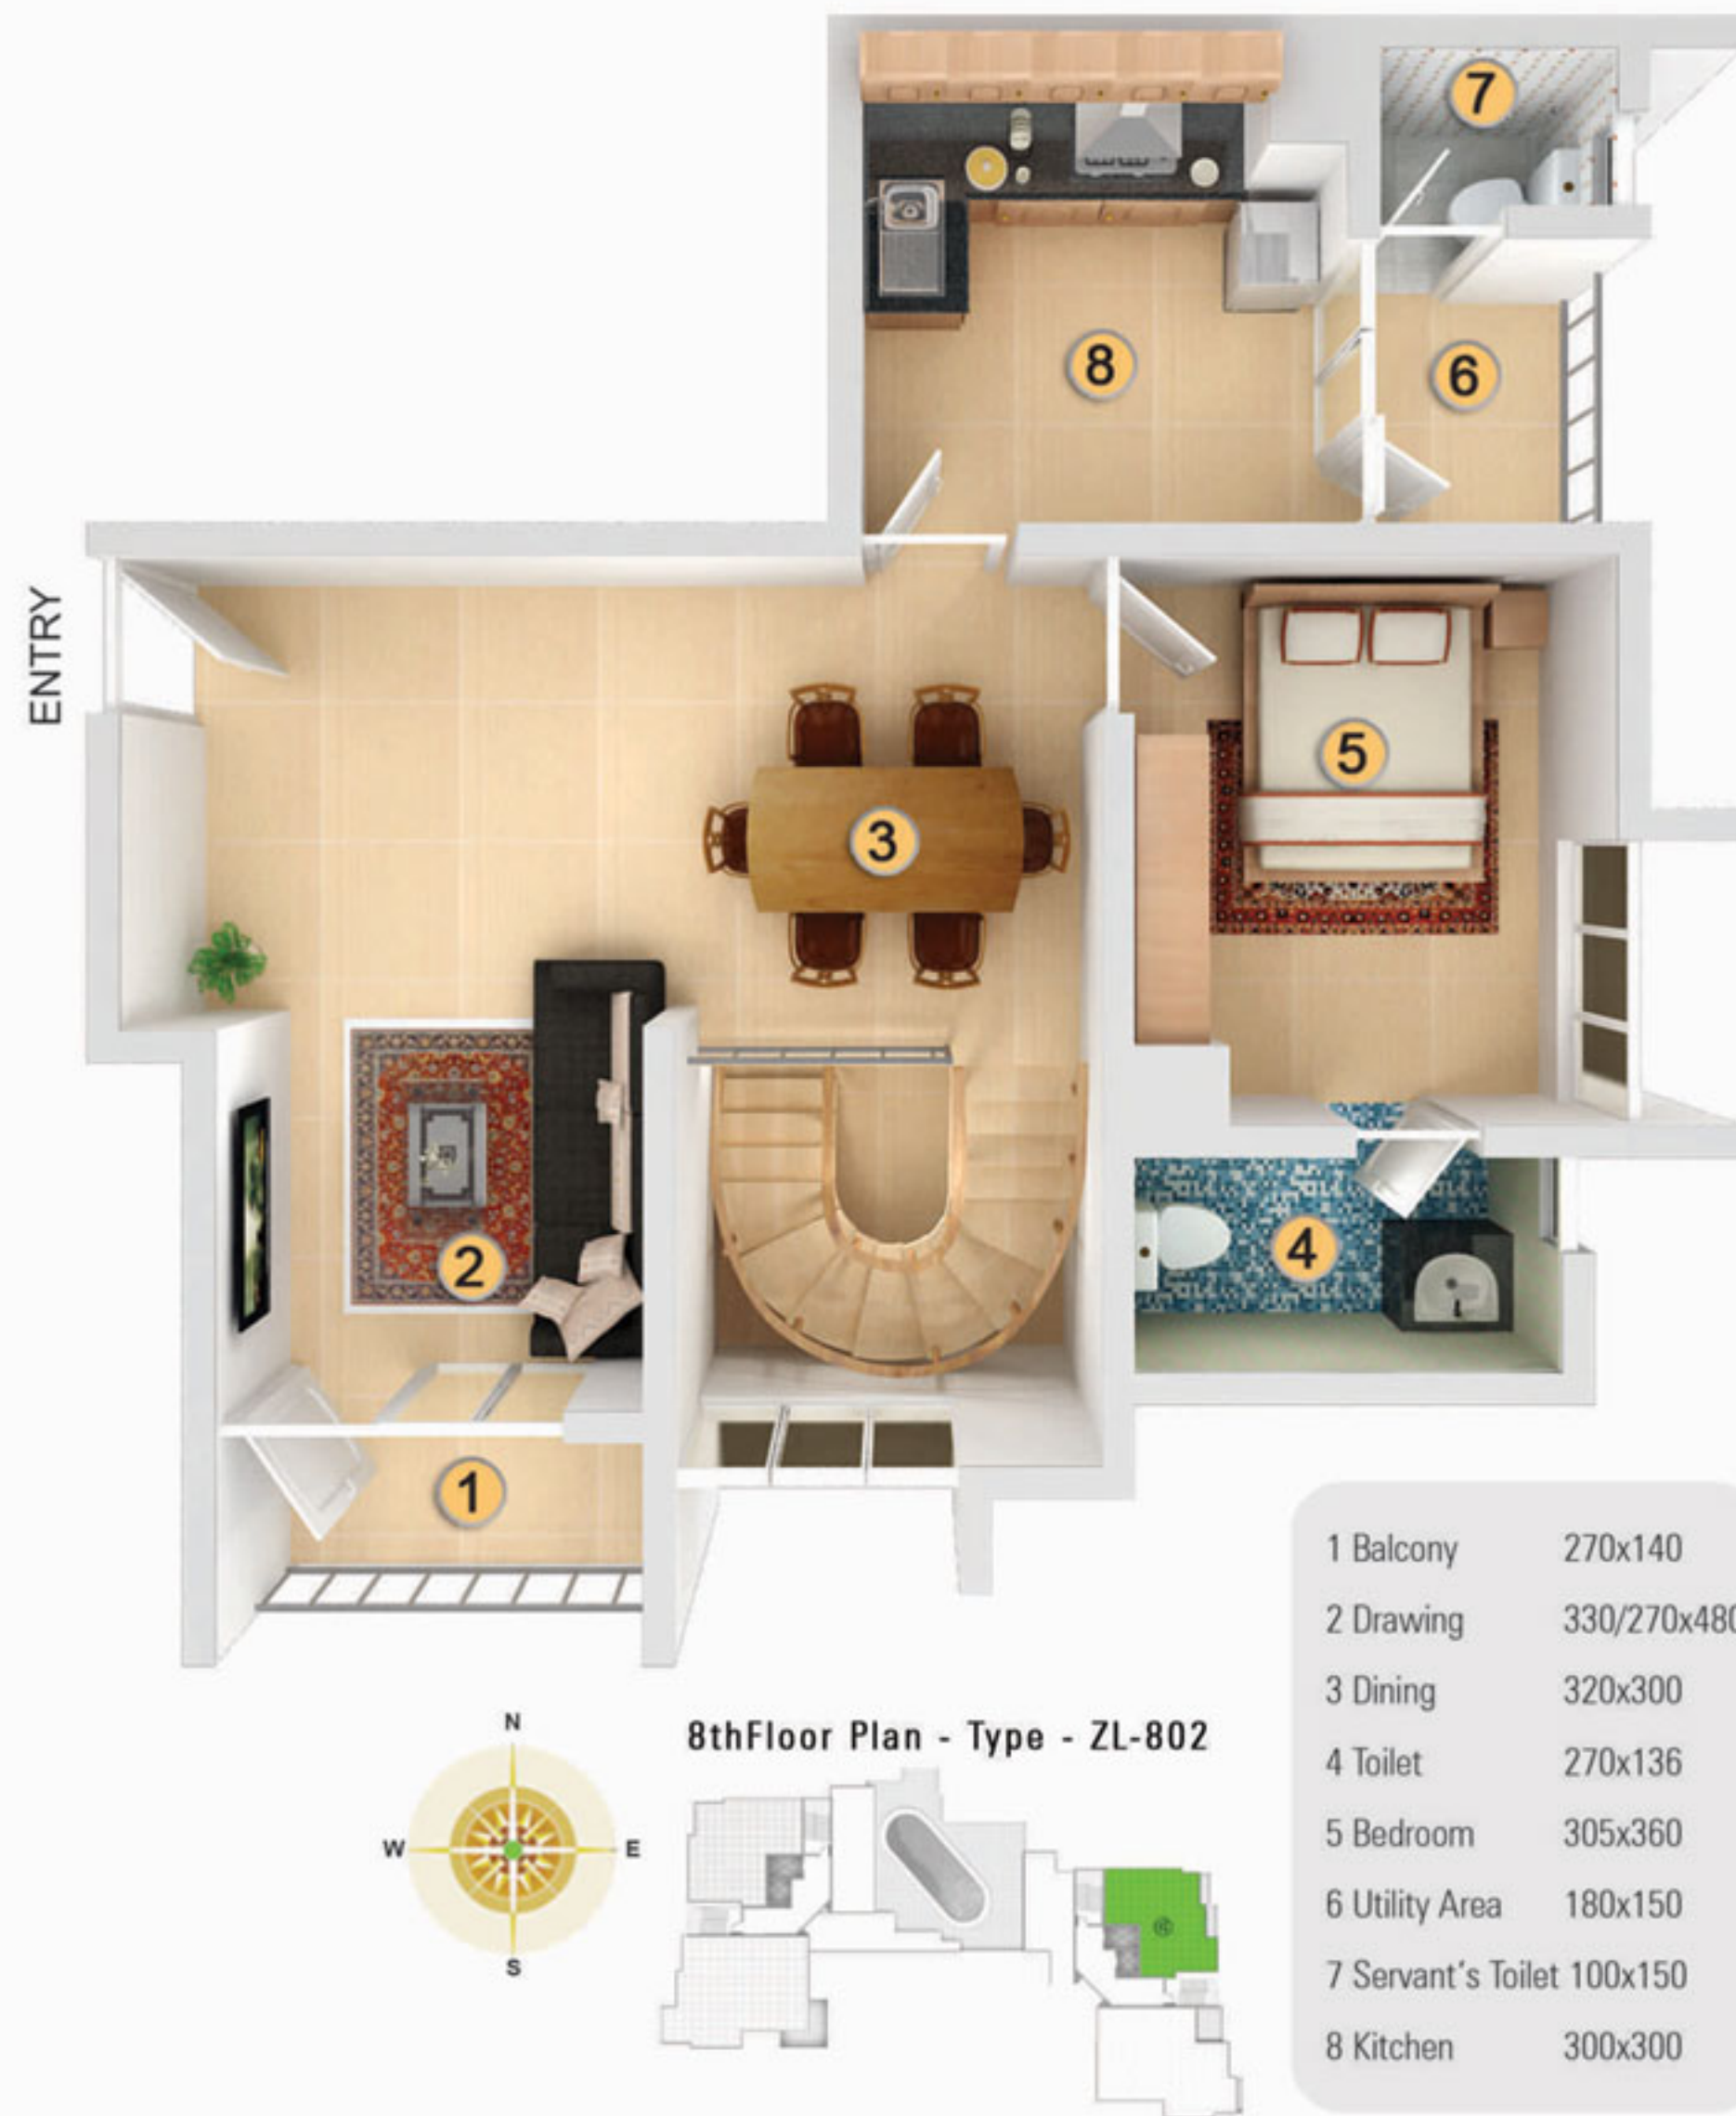 7
8
6
ENTRY
5
3
4
2
1
1 Balcony 270x140
2 Drawing 330/270x480
3 Dining 320x300
4 Toilet 270x136
5 Bedroom 305x360
6 Utility Area 180x150
7 Servant's Toilet 100x150
8 Kitchen 300x300
N
W E
S
8thFloor Plan - Type - ZL-802